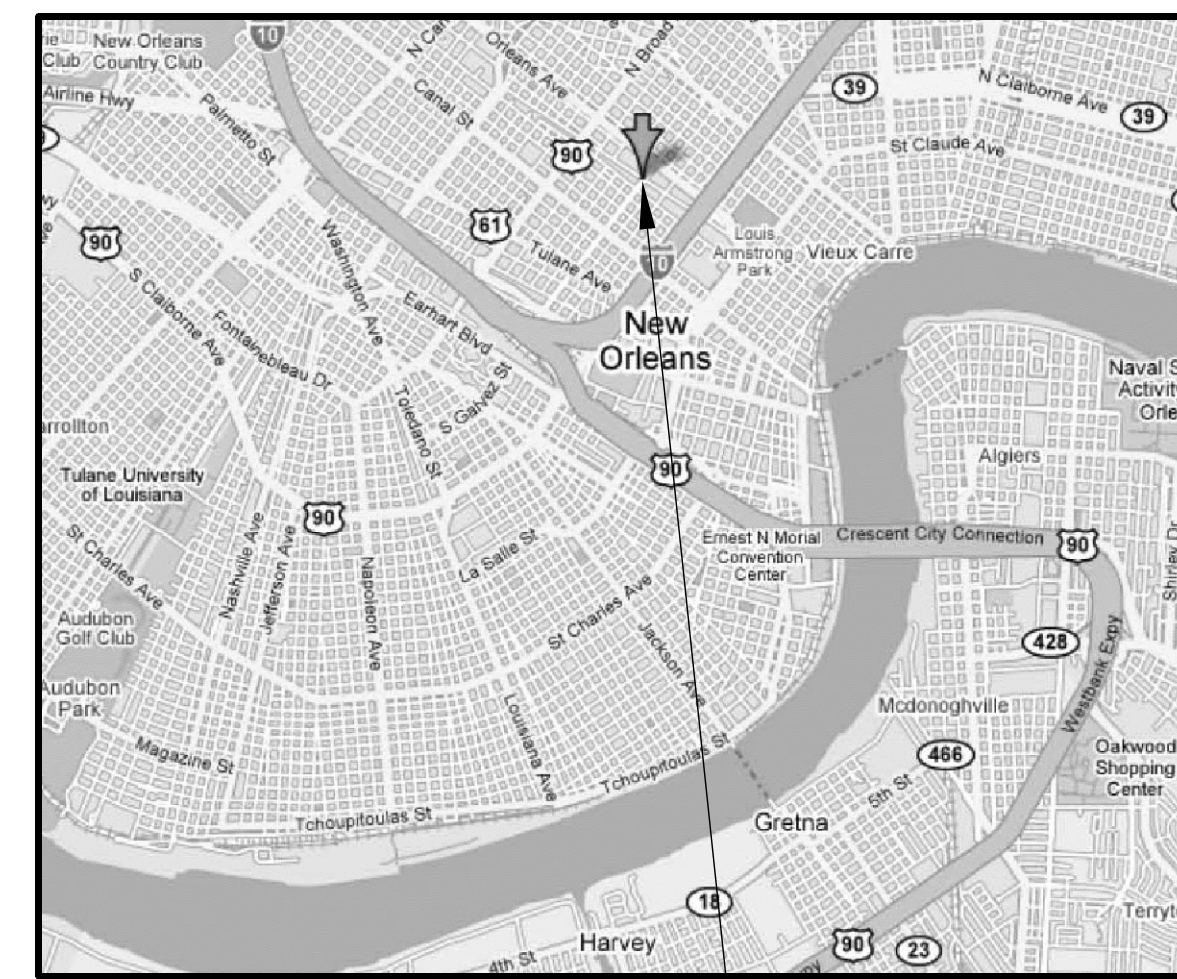 10
New Orleans
Country Club
Club
Airline Hwy
Palmetto St
N Car
Orleans Ave
N Broad
Canal St
39
N Claiborne Ave
39
St Claude Ave
90
90
61
Tulane Ave
Louis
Armstrong
Park
Vieux Carre
10
Washington Ave
S Claiborne Ave
Fontainebleau Dr
Earhart Blvd
New
Orleans
S Galvez St
Toledano St
Naval S
Activit
Orle
arrollton
Tulane University
of Louisiana
90
Algiers
90
St Charles Ave
Nashville Ave
Jefferson Ave
Napoleon Ave
La Salle St
Ernest N Morial
Convention
Center
Crescent City Connection
90
Shirley Dr
St Charles Ave
Jackson Ave
Audubon
Golf Club
428
Westbank Expy
Audubon
Park
Mcdonoghville
Louisiana Ave
Magazine St
Tchoupitoulas St
Tchoupitoulas St
466
Oakwood
Shopping
Center
5th St
Gretna
18
Harvey
4th St
90
23
Terryt